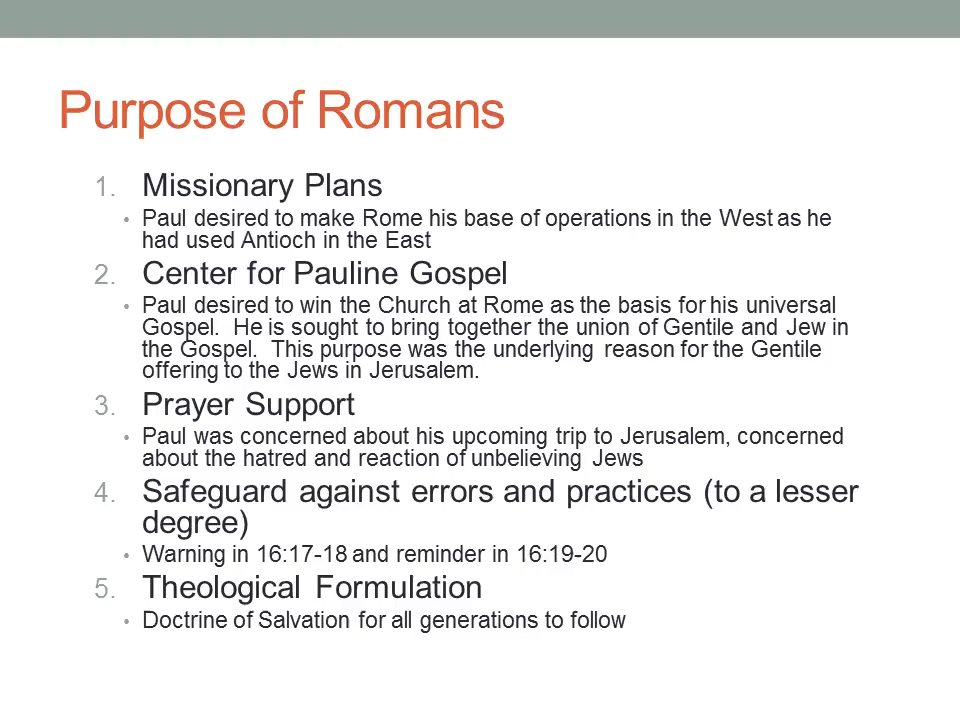 Purpose of Romans
1. Missionary Plans
• Paul desired to make Rome his base of operations in the West as he
had used Antioch in the East
2. Center for Pauline Gospel
• Paul desired to win the Church at Rome as the basis for his universal
Gospel.  He is sought to bring together the union of Gentile and Jew in
the Gospel.  This purpose was the underlying reason for the Gentile
offering to the Jews in Jerusalem.
3. Prayer Support
• Paul was concerned about his upcoming trip to Jerusalem, concerned
about the hatred and reaction of unbelieving Jews
4. Safeguard against errors and practices (to a lesser
degree)
• Warning in 16:17-18 and reminder in 16:19-20
5. Theological Formulation
• Doctrine of Salvation for all generations to follow